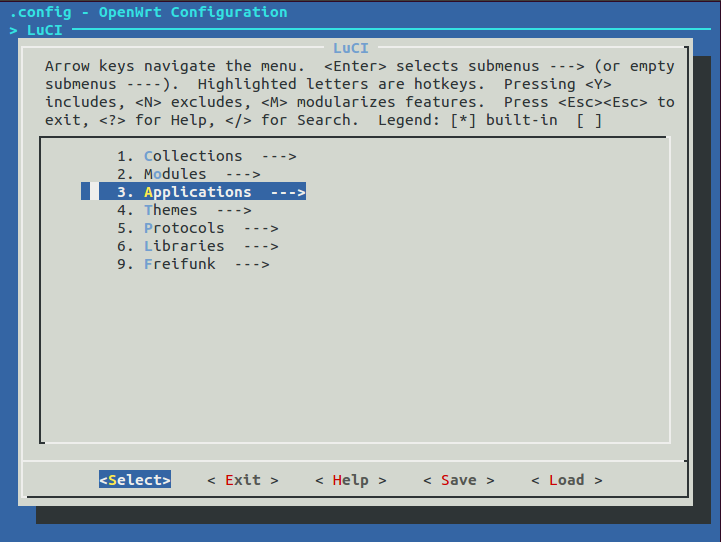 .config - OpenWrt Configuration
> LuCI
LuCI
Arrow keys navigate the menu.  <Enter> selects submenus ---> (or empty
submenus ----).  Highlighted letters are hotkeys.  Pressing <Y>
includes, <N> excludes, <M> modularizes features.  Press <Esc><Esc> to
exit, <?> for Help, </> for Search.  Legend: [*] built-in  [ ]
1. Collections  --->
2. Modules  --->
3. Applications  --->
4. Themes  --->
5. Protocols  --->
6. Libraries  --->
9. Freifunk  --->
<Select>    < Exit >    < Help >    < Save >    < Load >